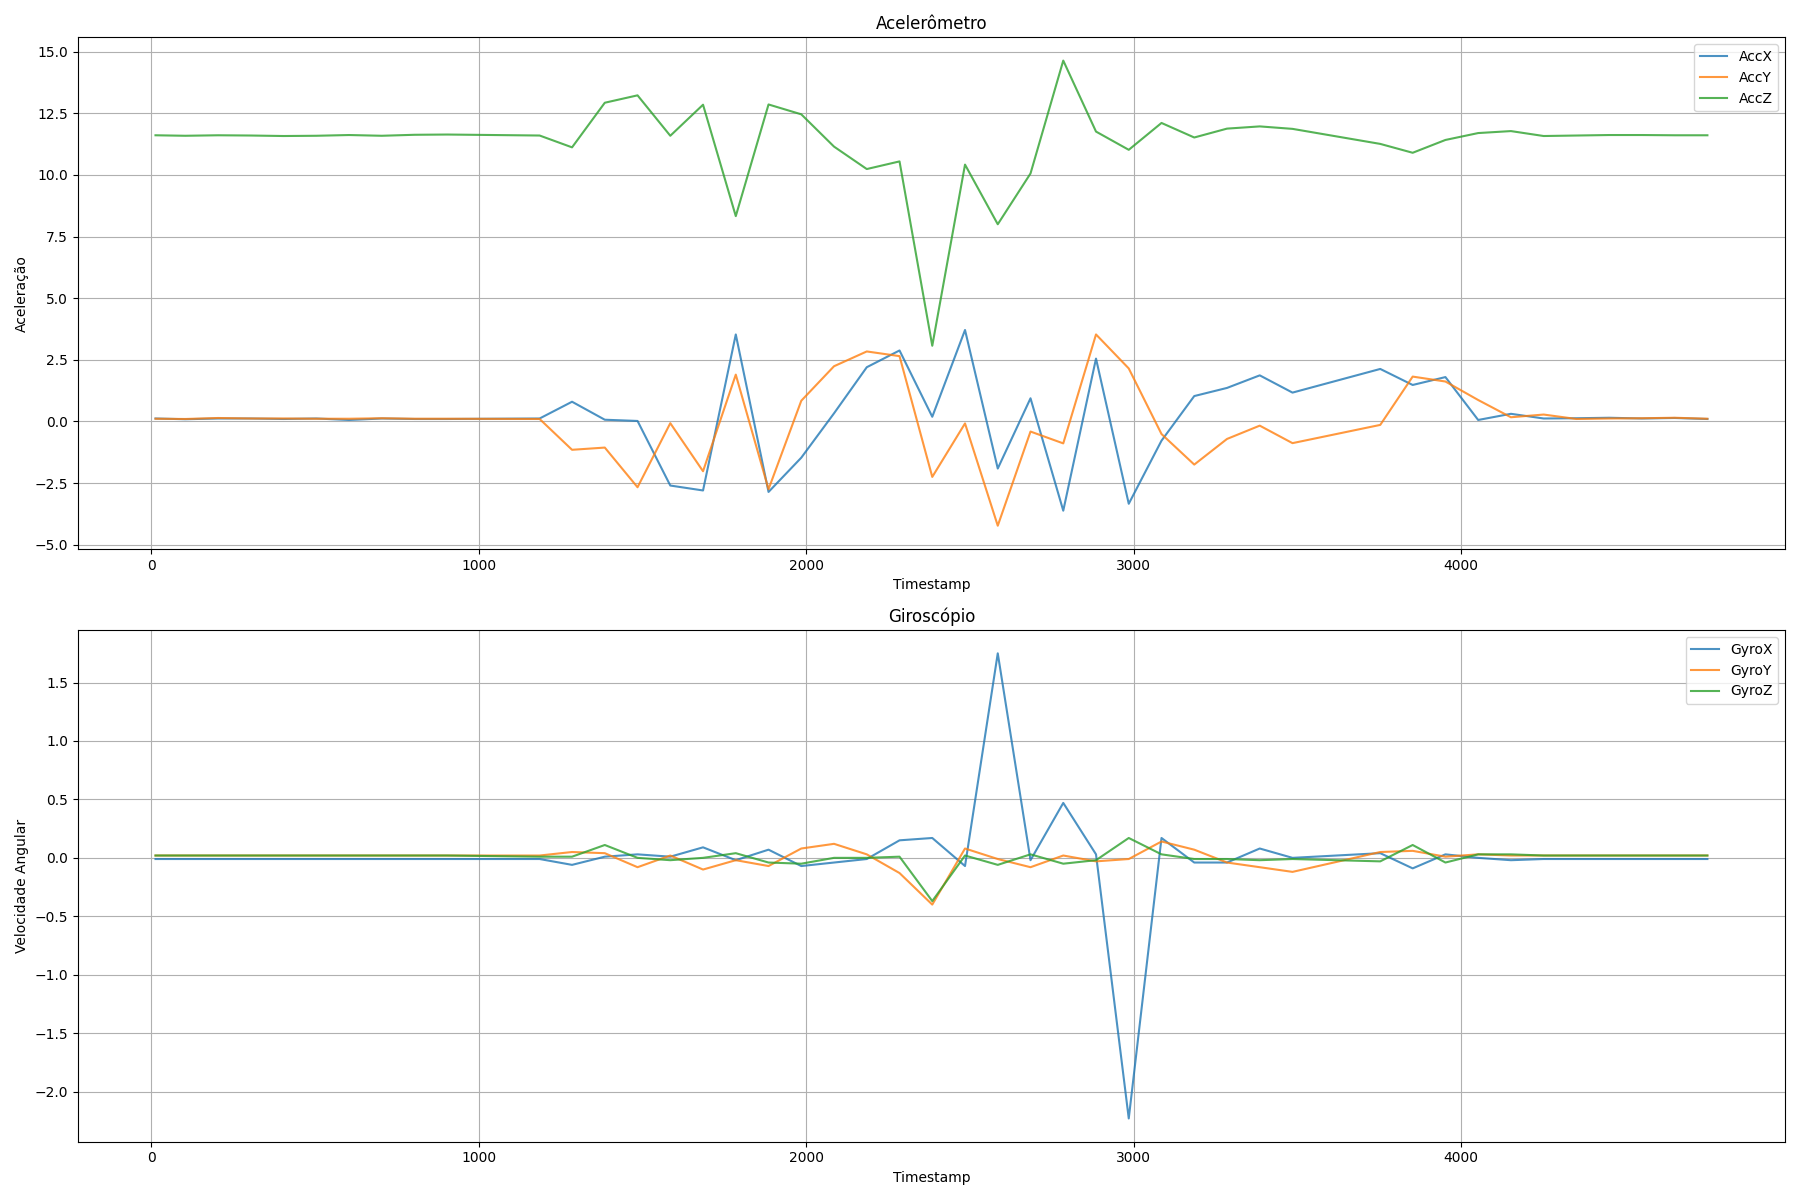 Acelerômetro
15.0
12.5
10.0
7.5
5.0
2.5
0.0
−2.5
−5.0
Aceleração
AccX
AccY
AccZ
0 1000 2000 3000 4000
Timestamp
Giroscópio
1.5
1.0
0.5
0.0
−0.5
−1.0
−1.5
−2.0
Velocidade Angular
GyroX
GyroY
GyroZ
0 1000 2000 3000 4000
Timestamp